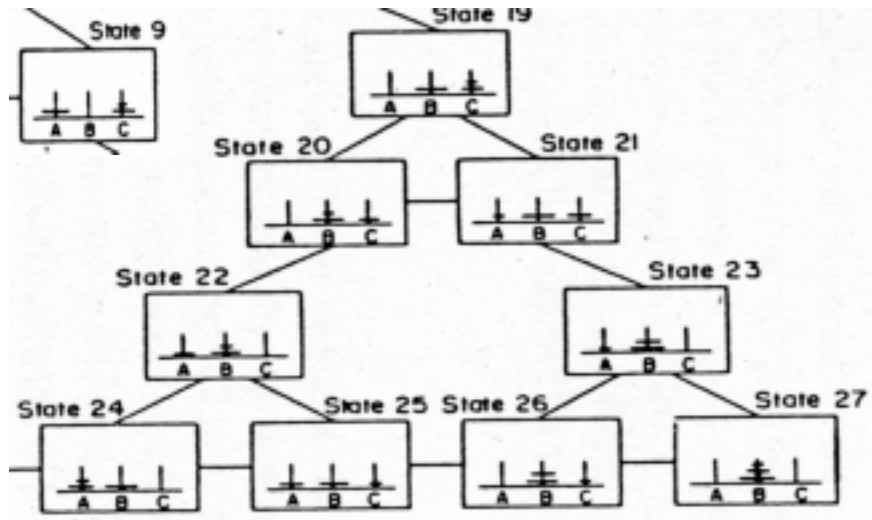 State 19
State 9
A B C
A B C
State 20
State 21
A B C
A B C
State 22
State 23
A B C
A B C
State 24
State 25
State 26
State 27
A B C
A B C
A B C
A B C